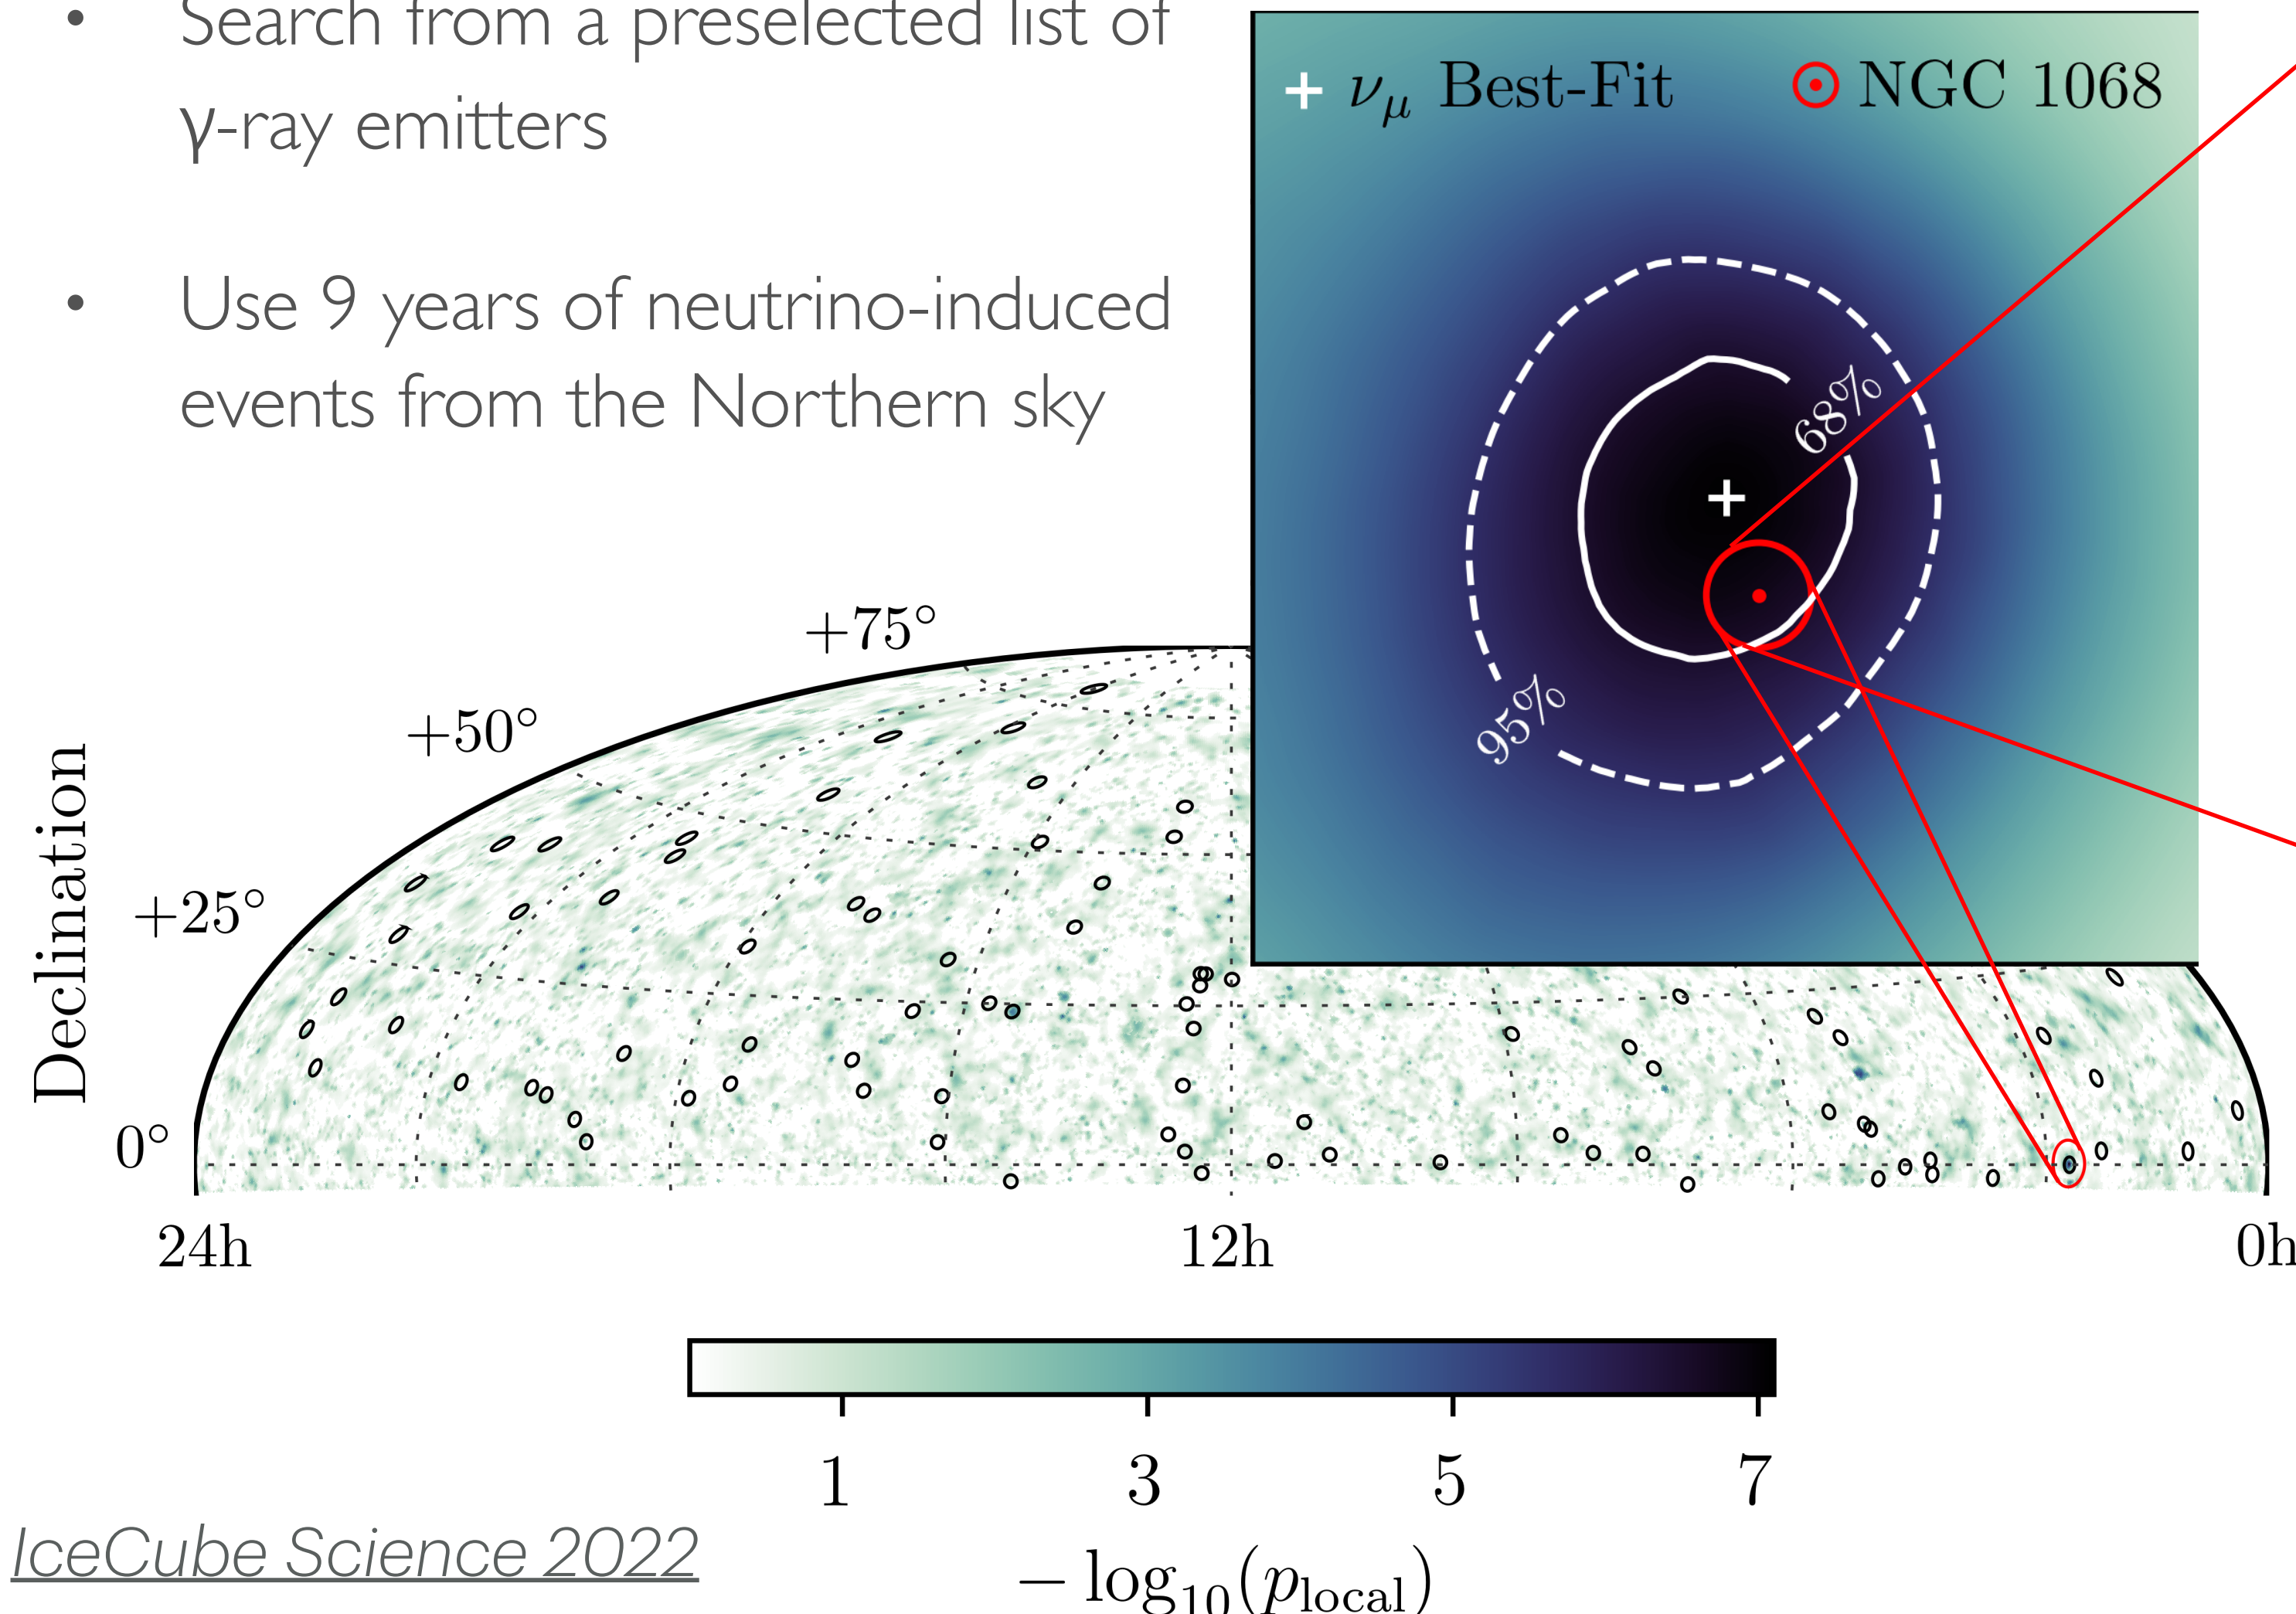 • Search from a preselected list of
γ-ray emitters
• Use 9 years of neutrino-induced
events from the Northern sky
+ νμ Best-Fit
NGC 1068
68%
95%
+75°
+50°
+25°
0°
Declination
24h
12h
0h
1
3
5
7
− log10(plocal)
IceCube Science 2022